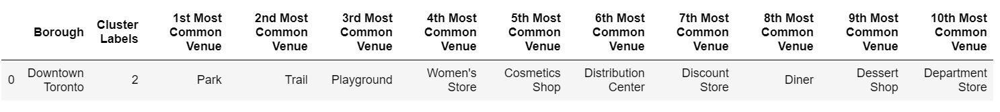 Borough Cluster Labels 1st Most Common Venue 2nd Most Common Venue 3rd Most Common Venue 4th Most Common Venue 5th Most Common Venue 6th Most Common Venue 7th Most Common Venue 8th Most Common Venue 9th Most Common Venue 10th Most Common Venue
0 Downtown Toronto 2 Park Trail Playground Women's Store Cosmetics Shop Distribution Center Discount Store Diner Dessert Shop Department Store